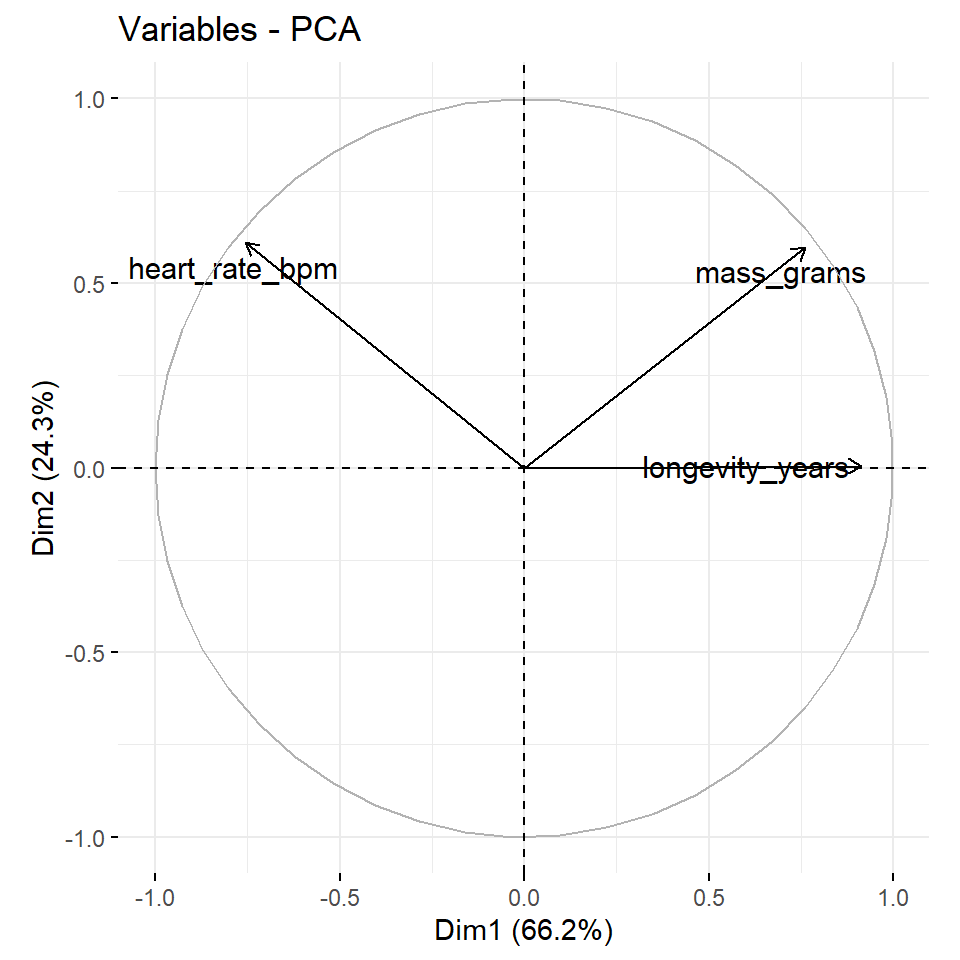 Variables - PCA
1.0
heart_rate_bpm
mass_grams
0.5
Dim2 (24.3%)
longevity_years
0.0
-0.5
-1.0
-1.0
-0.5
0.0
0.5
1.0
Dim1 (66.2%)